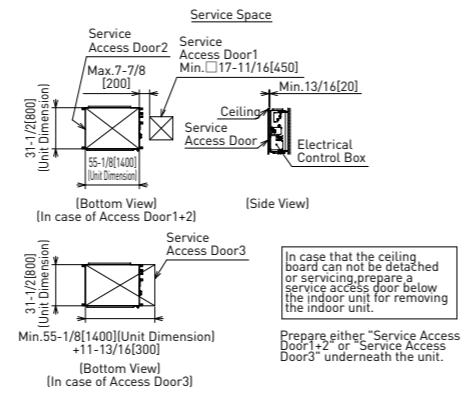 Service Space
Service
Access Door2
Service
Access Door1
Min.□17-11/16[450]
Max.7-7/8
[200]
31-1/2[800]
(Unit Dimension)
55-1/8[1400]
(Unit Dimension)
(Bottom View)
(In case of Access Door1+2)
Min.13/16[20]
Ceiling
Service
Access Door
Electrical
Control Box
(Side View)
Service
Access Door3
31-1/2[800]
(Unit Dimension)
Min.55-1/8[1400](Unit Dimension)
+11-13/16[300]
(Bottom View)
(In case of Access Door3)
In case that the ceiling
board can not be detached
or servicing,prepare a
service access door below
the indoor unit for removing
the indoor unit.
Prepare either "Service Access
Door1+2" or "Service Access
Door3" underneath the unit.